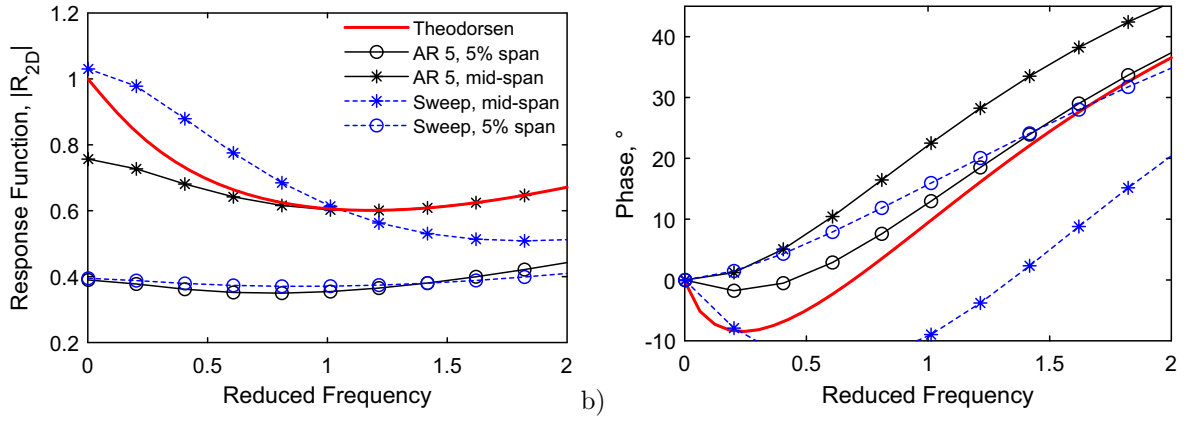 Response Function, |R2D|
1.2
1
0.8
0.6
0.4
0.2
0
0.5
1
1.5
2
Reduced Frequency
Theodorsen
AR 5, 5% span
AR 5, mid-span
Sweep, mid-span
Sweep, 5% span
b)
Phase,°
40
30
20
10
0
-10
0
0.5
1
1.5
2
Reduced Frequency